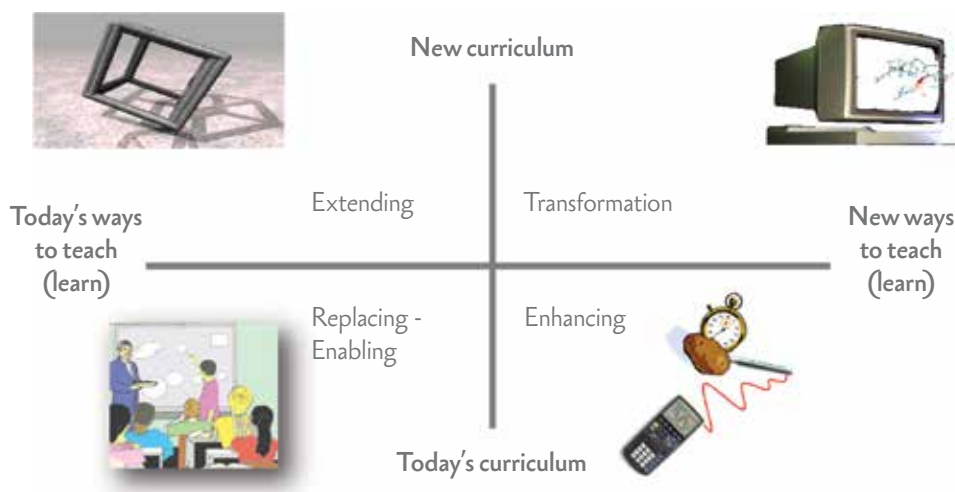 New curriculum
Extending
Transformation
Today's ways
to teach
(learn)
New ways
to teach
(learn)
Replacing -
Enabling
Enhancing
Today's curriculum